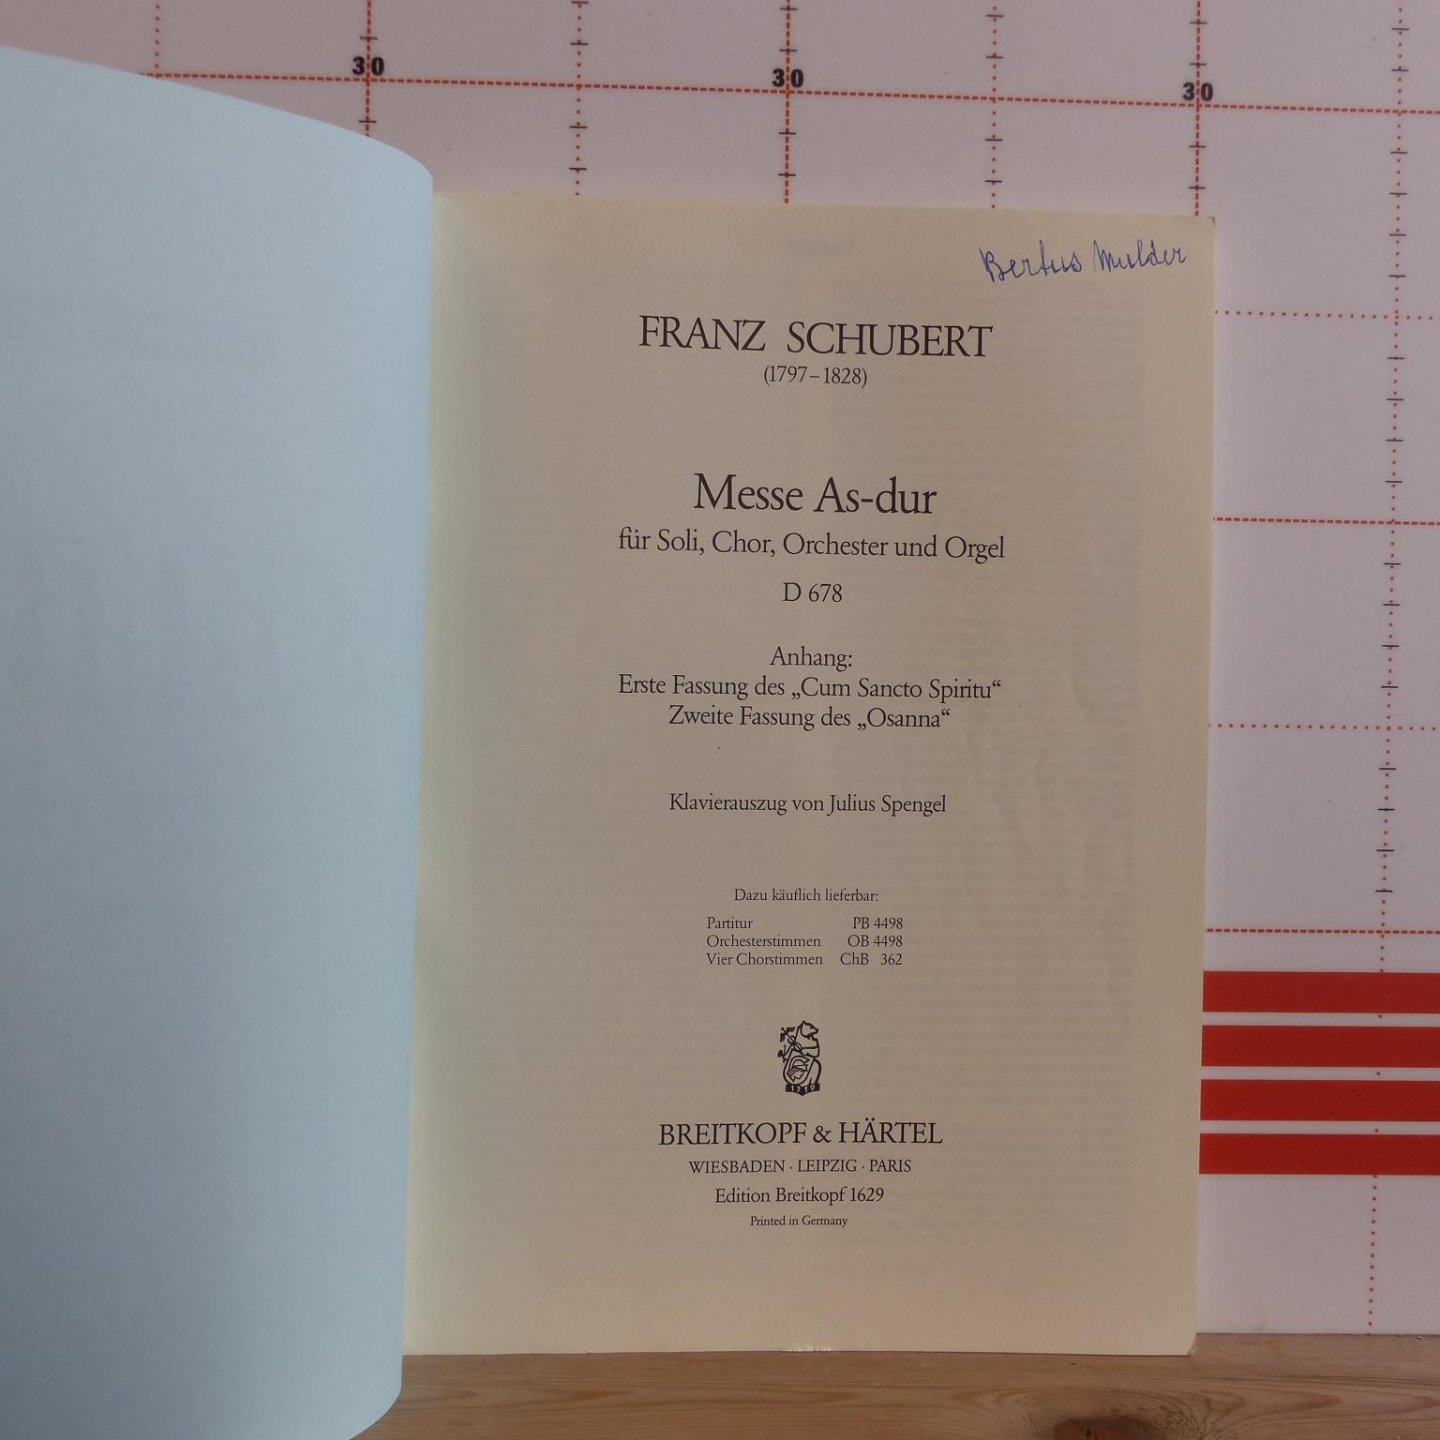 30 30 30
Bertus Mulder
FRANZ SCHUBERT
(1797–1828)
Messe As-dur
für Soli, Chor, Orchester und Orgel
D 678
Anhang:
Erste Fassung des „Cum Sancto Spiritu“
Zweite Fassung des „Osanna“
Klavierauszug von Julius Spengel
Dazu käuflich lieferbar:
Partitur PB 4498
Orchesterstimmen OB 4498
Vier Chorstimmen ChB 362
1719
BREITKOPF & HÄRTEL
WIESBADEN · LEIPZIG · PARIS
Edition Breitkopf 1629
Printed in Germany